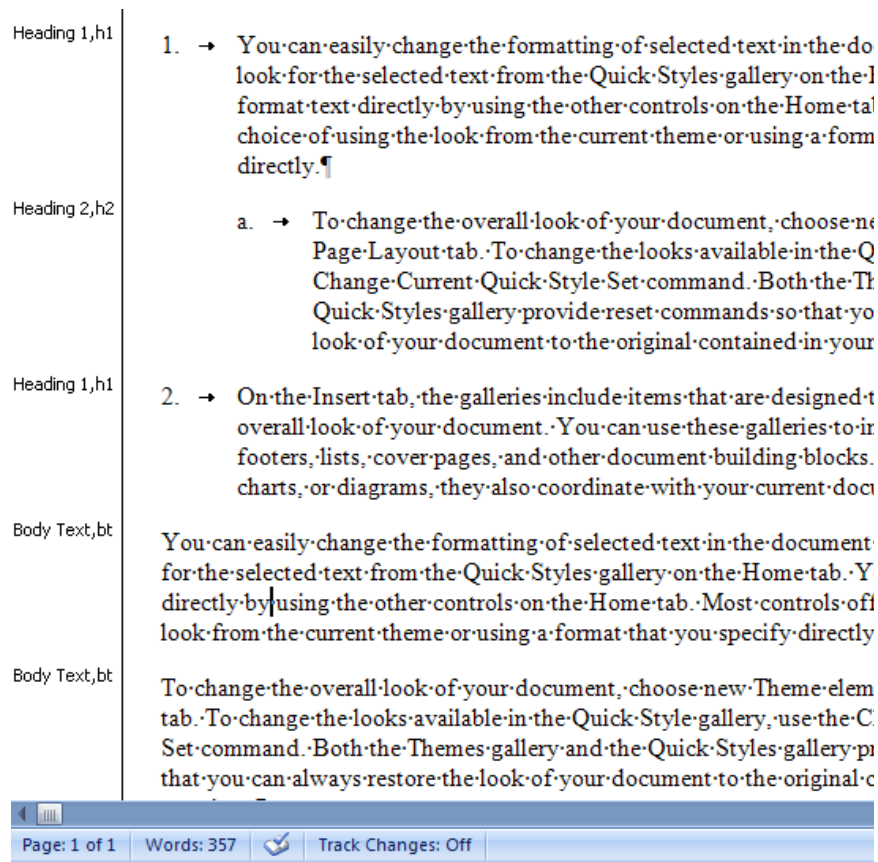 Heading 1,h1
1. → You·can·easily·change·the·formatting·of·selected·text·in·the·do
look·for·the·selected·text·from·the·Quick·Styles·gallery·on·the·
format·text·directly·by·using·the·other·controls·on·the·Home·ta
choice·of·using·the·look·from·the·current·theme·or·using·a·form
directly.¶
Heading 2,h2
a. → To·change·the·overall·look·of·your·document,·choose·ne
Page·Layout·tab.·To·change·the·looks·available·in·the·Q
Change·Current·Quick·Style·Set·command.·Both·the·Th
Quick·Styles·gallery·provide·reset·commands·so·that·yo
look·of·your·document·to·the·original·contained·in·your
Heading 1,h1
2. → On·the·Insert·tab,·the·galleries·include·items·that·are·designed·t
overall·look·of·your·document.·You·can·use·these·galleries·to·in
footers,·lists,·cover·pages,·and·other·document·building·blocks.
charts,·or·diagrams,·they·also·coordinate·with·your·current·docu
Body Text,bt
You·can·easily·change·the·formatting·of·selected·text·in·the·document·
for·the·selected·text·from·the·Quick·Styles·gallery·on·the·Home·tab.·Y
directly·by·using·the·other·controls·on·the·Home·tab.·Most·controls·off
look·from·the·current·theme·or·using·a·format·that·you·specify·directly
Body Text,bt
To·change·the·overall·look·of·your·document,·choose·new·Theme·elem
tab.·To·change·the·looks·available·in·the·Quick·Style·gallery,·use·the·C
Set·command.·Both·the·Themes·gallery·and·the·Quick·Styles·gallery·pr
that·you·can·always·restore·the·look·of·your·document·to·the·original·c
Page: 1 of 1 Words: 357 Track Changes: Off